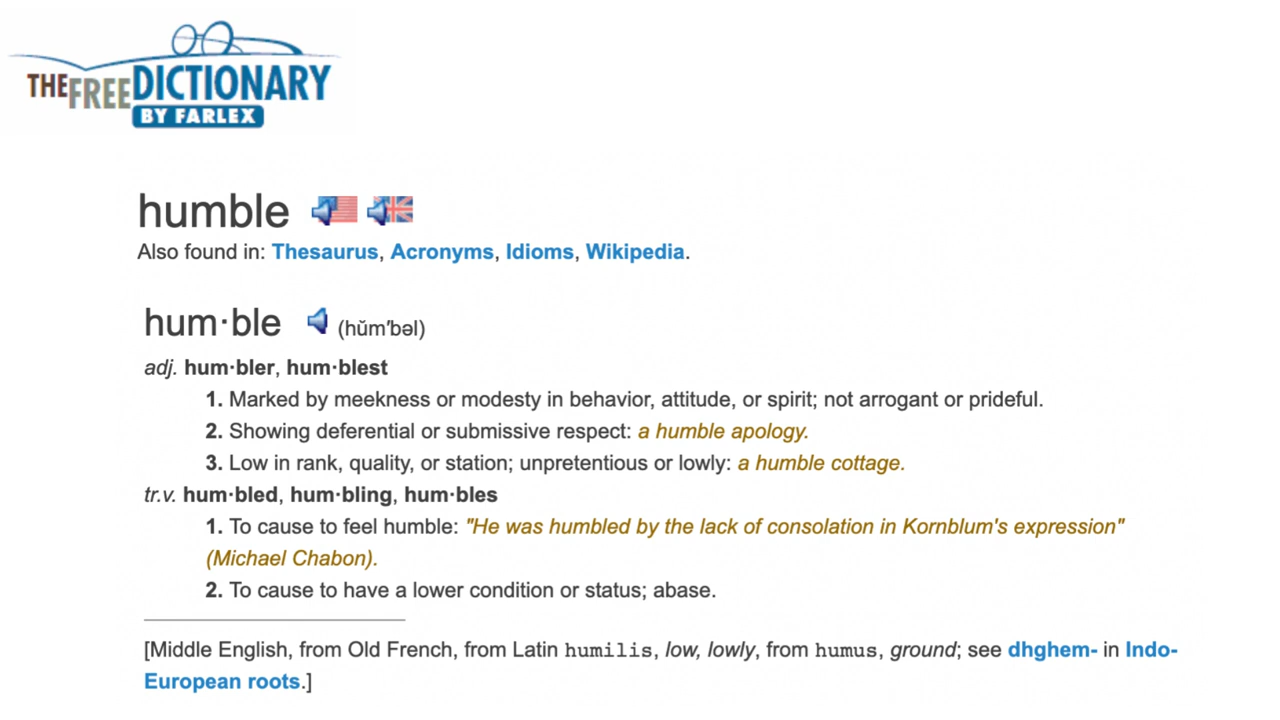 THE FREE DICTIONARY
BY FARLEX
humble
Also found in: Thesaurus, Acronyms, Idioms, Wikipedia.
hum·ble (hŭm′bəl)
adj. hum·bler, hum·blest
1. Marked by meekness or modesty in behavior, attitude, or spirit; not arrogant or prideful.
2. Showing deferential or submissive respect: a humble apology.
3. Low in rank, quality, or station; unpretentious or lowly: a humble cottage.
tr.v. hum·bled, hum·bling, hum·bles
1. To cause to feel humble: "He was humbled by the lack of consolation in Kornblum's expression"
(Michael Chabon).
2. To cause to have a lower condition or status; abase.
[Middle English, from Old French, from Latin humilis, low, lowly, from humus, ground; see dhghem- in Indo-
European roots.]